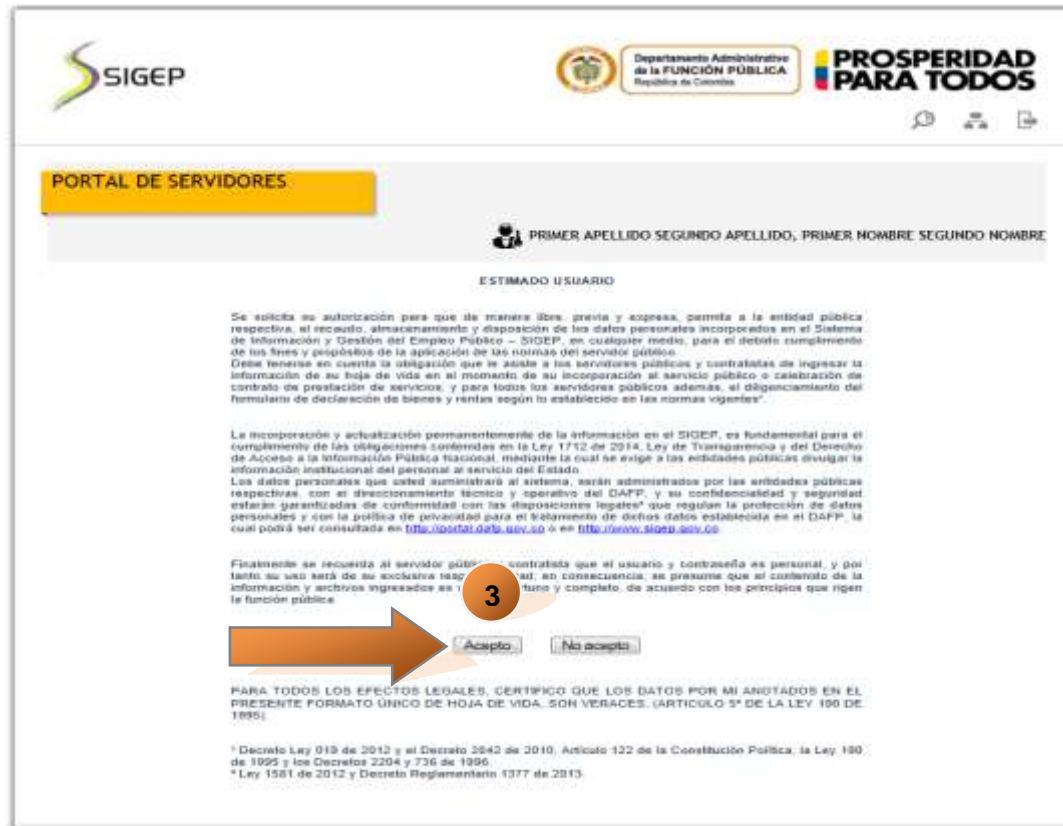 SIGEP
Departamento Administrativo
de la FUNCIÓN PÚBLICA
República de Colombia
PROSPERIDAD
PARA TODOS
PORTAL DE SERVIDORES
PRIMER APELLIDO SEGUNDO APELLIDO, PRIMER NOMBRE SEGUNDO NOMBRE
ESTIMADO USUARIO
Se solicita su autorización para que de manera libre, previa y expresa, permita a la entidad pública
respectiva, el recaudo, almacenamiento y disposición de los datos personales incorporados en el Sistema
de Información y Gestión del Empleo Público – SIGEP, en cualquier medio, para el debido cumplimiento
de los fines y propósitos de la aplicación de las normas del servidor público.
Debe tenerse en cuenta la obligación que le asiste a los servidores públicos y contratistas de ingresar la
información de su hoja de vida en el momento de su incorporación al servicio público o celebración de
contrato de prestación de servicios, y para todos los servidores públicos además, el diligenciamiento del
formulario de declaración de bienes y rentas según lo establecido en las normas vigentes¹.
La incorporación y actualización permanentemente de la información en el SIGEP, es fundamental para el
cumplimiento de las obligaciones contenidas en la Ley 1712 de 2014, Ley de Transparencia y del Derecho
de Acceso a la Información Pública Nacional, mediante la cual se exige a las entidades públicas divulgar la
información institucional del personal al servicio del Estado.
Los datos personales que usted suministrará al sistema, serán administrados por las entidades públicas
respectivas, con el direccionamiento técnico y operativo del DAFP, y su confidencialidad y seguridad
estarán garantizadas de conformidad con las disposiciones legales² que regulan la protección de datos
personales y con la política de privacidad para el tratamiento de dichos datos establecida en el DAFP, la
cual podrá ser consultada en http://portal.dafp.gov.co o en http://www.sigep.gov.co
Finalmente se recuerda al servidor público contratista que el usuario y contraseña es personal, y por
tanto su uso será de su exclusiva en consecuencia, se presume que el contenido de la
información y archivos ingresados es y completo, de acuerdo con los principios que rigen
la función pública
3
Acepto No acepto
PARA TODOS LOS EFECTOS LEGALES, CERTIFICO QUE LOS DATOS POR MI ANOTADOS EN EL
PRESENTE FORMATO ÚNICO DE HOJA DE VIDA, SON VERACES. (ARTICULO 5º DE LA LEY 190 DE
1995).
¹ Decreto Ley 019 de 2012 y el Decreto 2842 de 2010, Artículo 122 de la Constitución Política, la Ley 190
de 1995 y los Decretos 2204 y 736 de 1996.
² Ley 1581 de 2012 y Decreto Reglamentario 1377 de 2013.